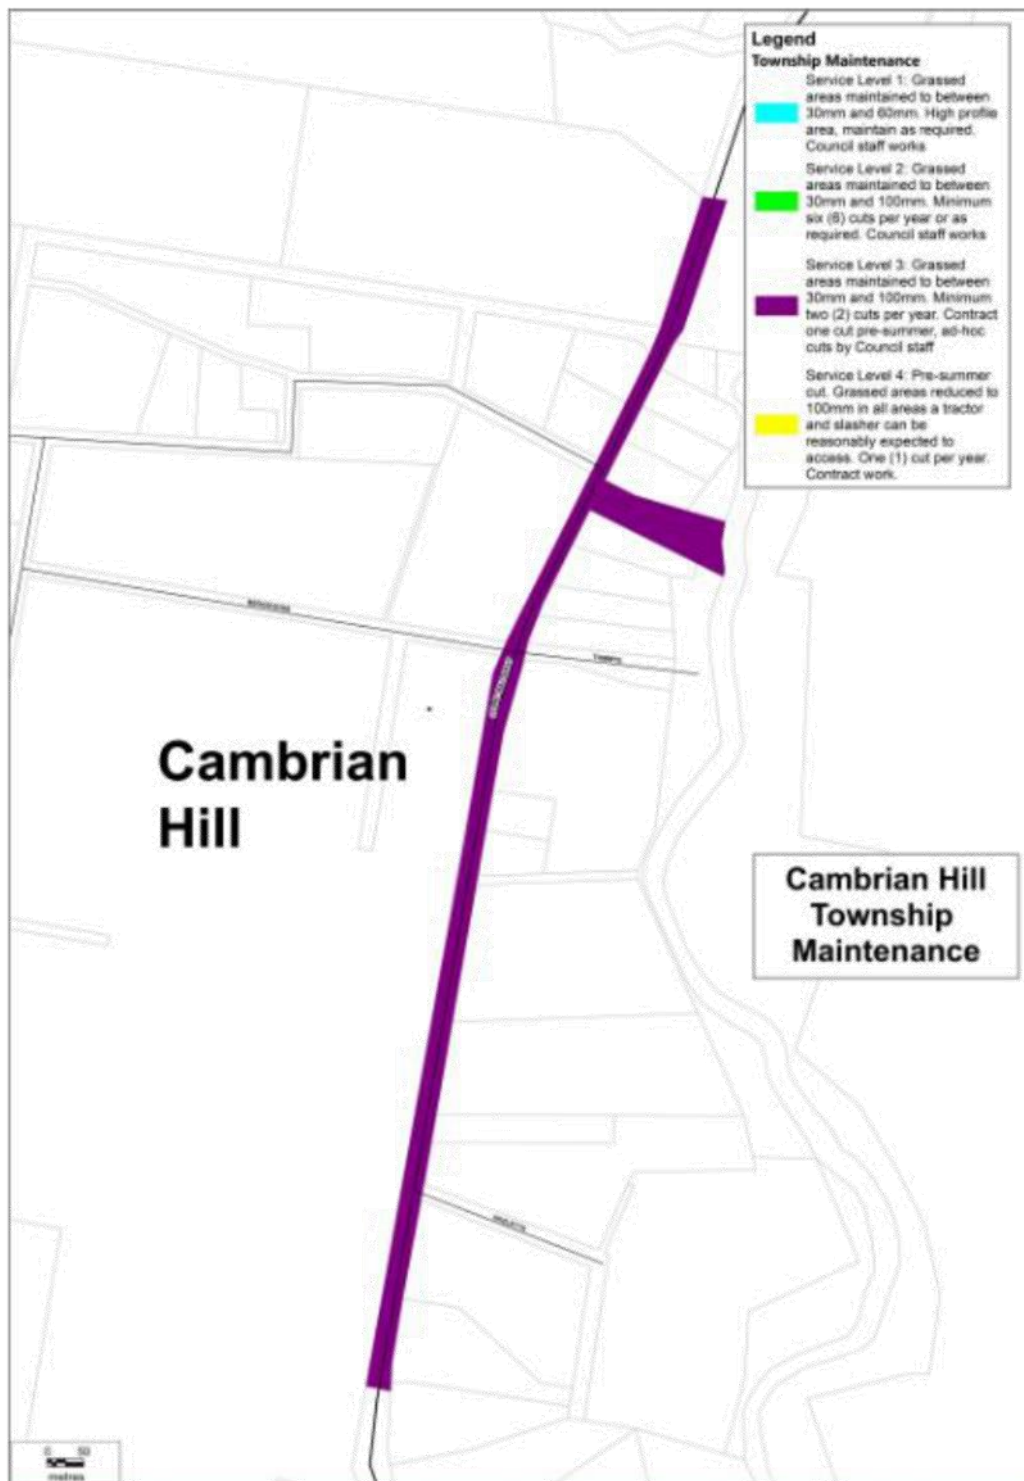 Legend
Township Maintenance
Service Level 1: Grassed
areas maintained to between
30mm and 60mm. High profile
area, maintain as required.
Council staff works
Service Level 2: Grassed
areas maintained to between
30mm and 100mm. Minimum
six (6) cuts per year or as
required. Council staff works
Service Level 3: Grassed
areas maintained to between
30mm and 100mm. Minimum
two (2) cuts per year. Contract
one cut pre-summer, ad-hoc
cuts by Council staff
Service Level 4: Pre-summer
cut. Grassed areas reduced to
100mm in all areas a tractor
and slasher can be
reasonably expected to
access. One (1) cut per year.
Contract work.
Cambrian
Hill
Cambrian Hill
Township
Maintenance
0 50
metres